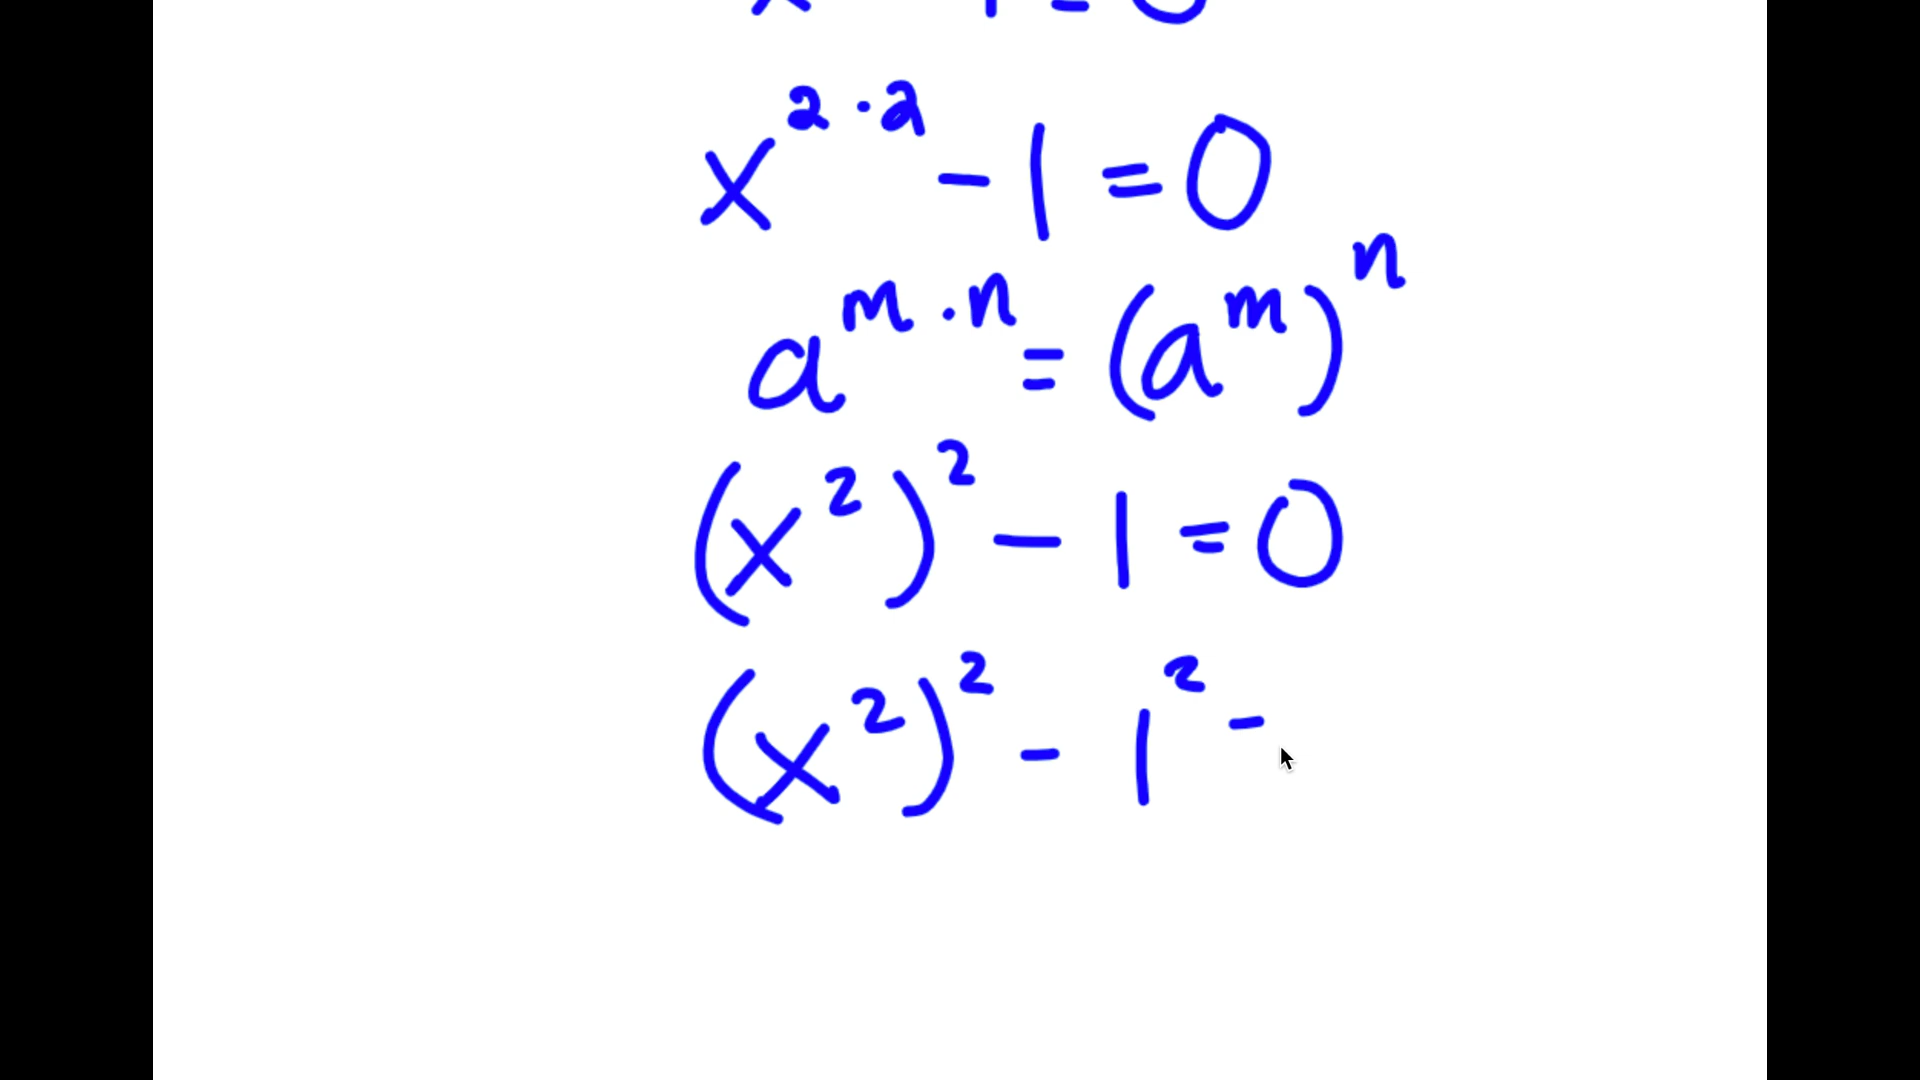 x^{2·2} - 1 = 0
a^{m·n} = (a^m)^n
(x^2)^2 - 1 = 0
(x^2)^2 - 1^2 -